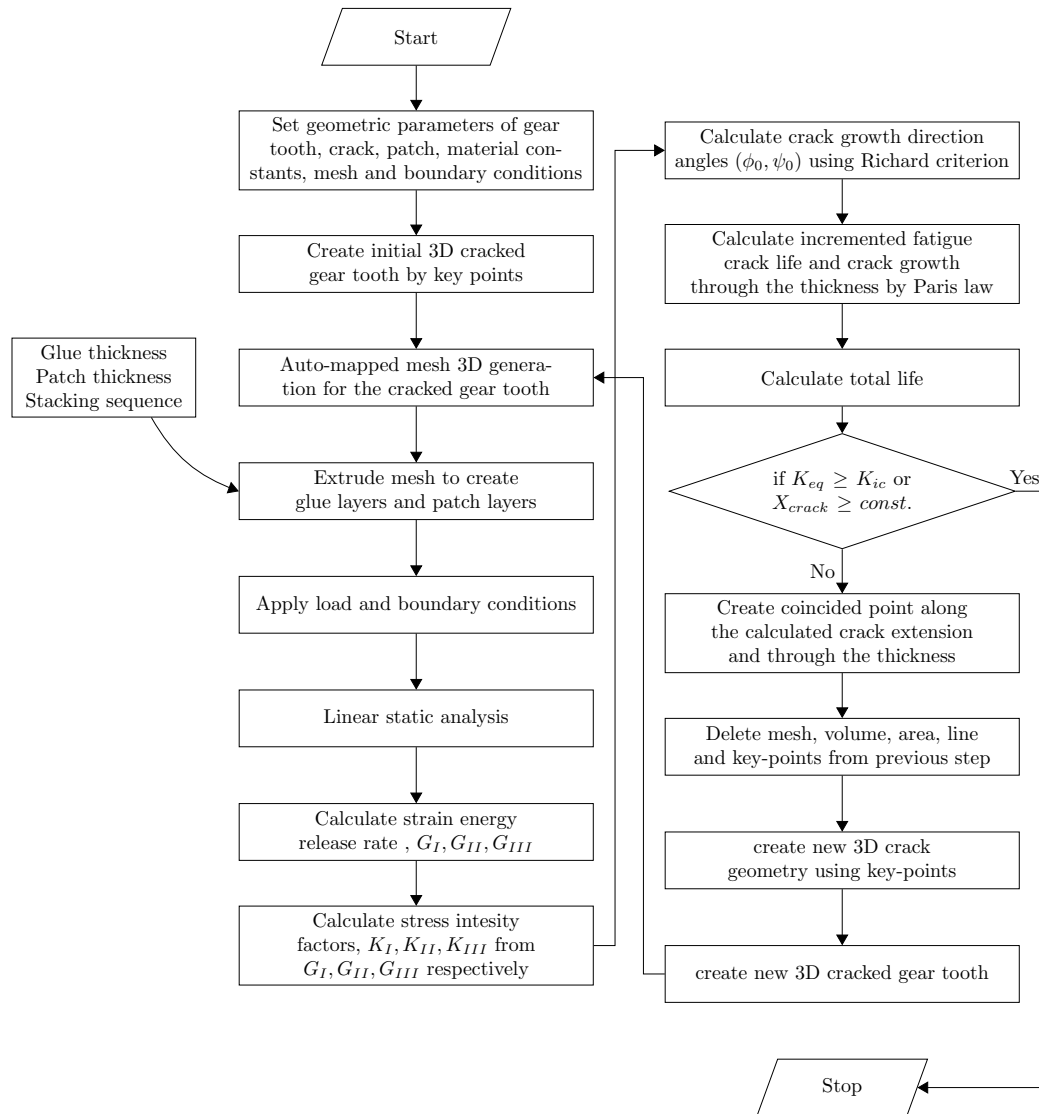 Start
Set geometric parameters of gear
tooth, crack, patch, material con-
stants, mesh and boundary conditions
Create initial 3D cracked
gear tooth by key points
Glue thickness
Patch thickness
Stacking sequence
Auto-mapped mesh 3D genera-
tion for the cracked gear tooth
Extrude mesh to create
glue layers and patch layers
Apply load and boundary conditions
Linear static analysis
Calculate strain energy
release rate , $G_I, G_{II}, G_{III}$
Calculate stress intesity
factors, $K_I, K_{II}, K_{III}$ from
$G_I, G_{II}, G_{III}$ respectively
Calculate crack growth direction
angles $(\phi_0, \psi_0)$ using Richard criterion
Calculate incremented fatigue
crack life and crack growth
through the thickness by Paris law
Calculate total life
if $K_{eq} \geq K_{ic}$ or
$X_{crack} \geq const.$
Yes
No
Create coincided point along
the calculated crack extension
and through the thickness
Delete mesh, volume, area, line
and key-points from previous step
create new 3D crack
geometry using key-points
create new 3D cracked gear tooth
Stop